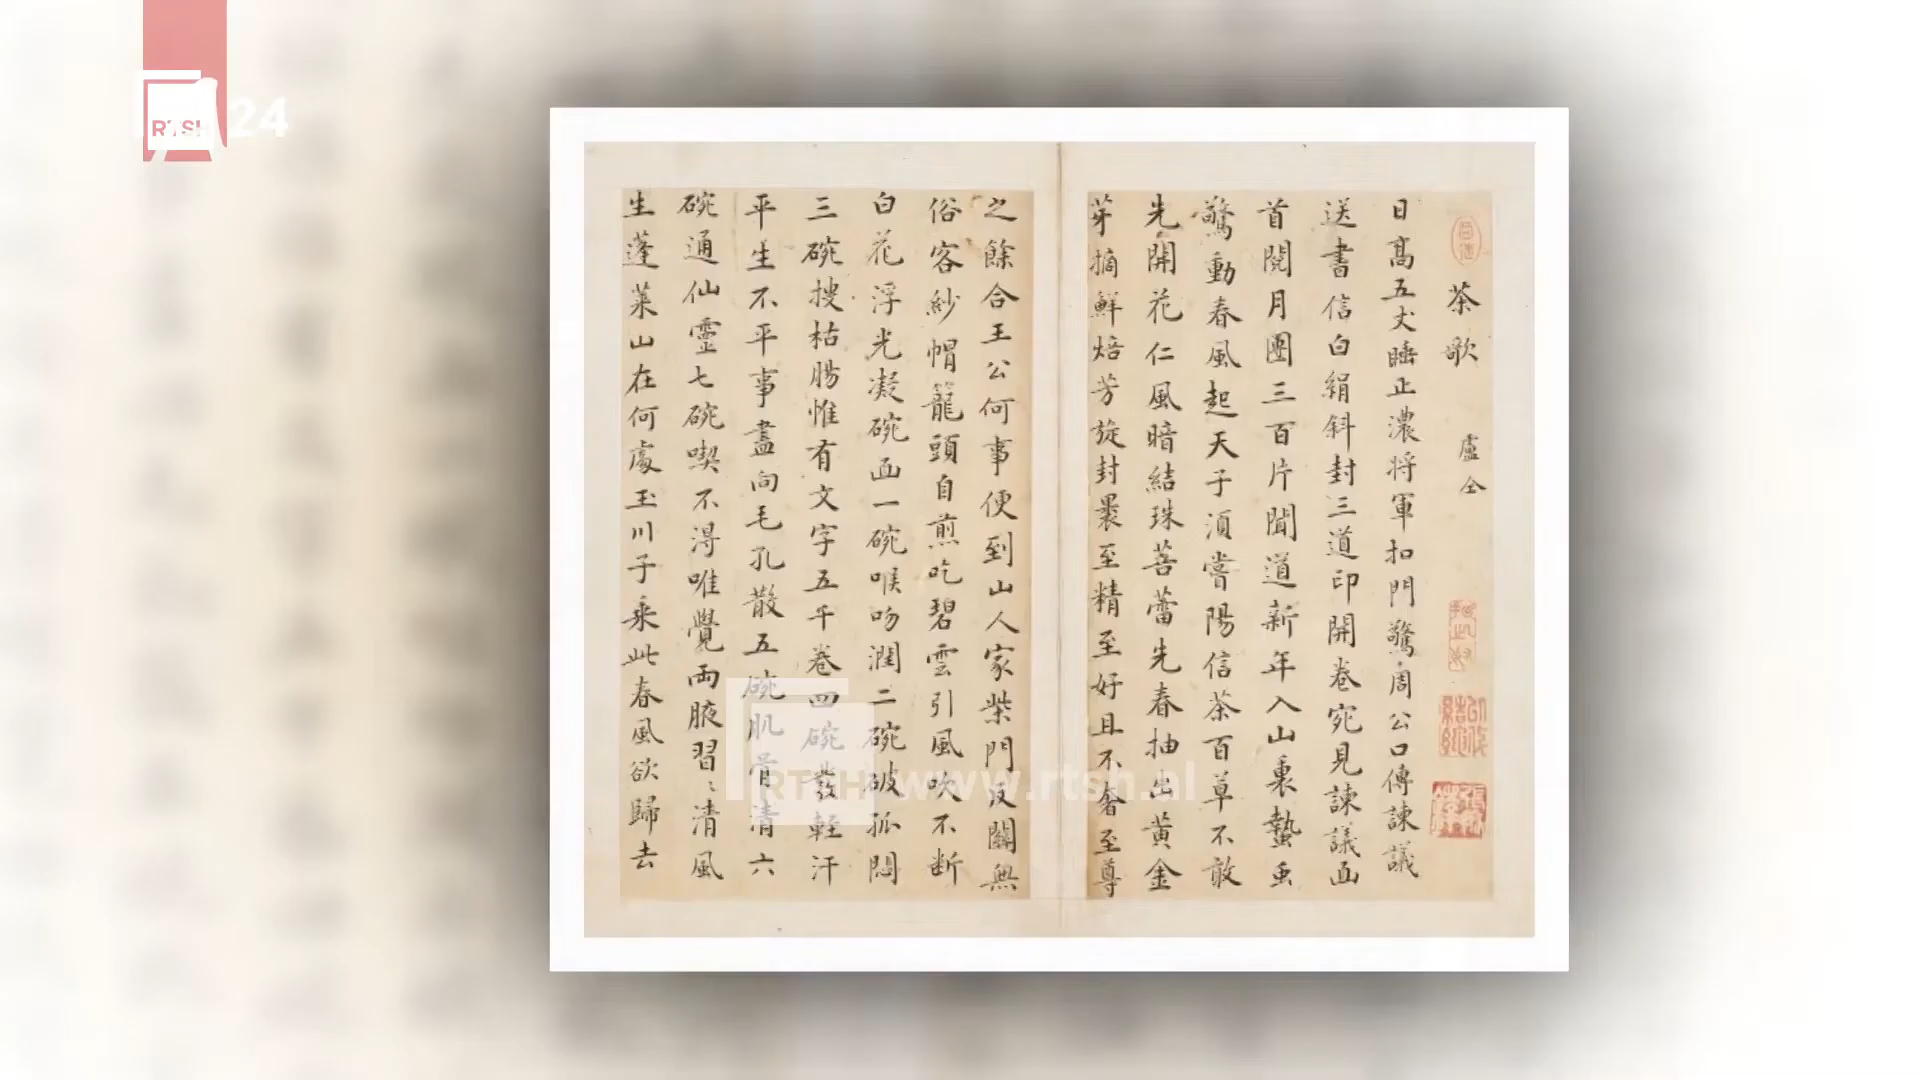 RTSH 24
茶歌 盧仝
日高五丈睡正濃將軍扣門驚周公口傳諫議
送書信白絹斜封三道印開卷宛見諫議面
首閱月團三百片聞道新年入山裏蟄虫
驚動春風起天子須嘗陽信茶百草不敢
先開花仁風暗結珠菩蕾先春抽出黃金
芽摘鮮焙芳旋封裹至精至好且不奢至尊
之餘合王公何事便到山人家柴門反關無
俗客紗帽籠頭自煎吃碧雲引風吹不斷
白花浮光凝碗面一碗喉吻潤二碗破孤悶
三碗搜枯腸惟有文字五千卷四碗發輕汗
平生不平事盡向毛孔散五碗肌骨清六
碗通仙靈七碗喫不得唯覺兩腋習〻清風
生蓬萊山在何處玉川子乘此春風欲歸去
RTSH www.rtsh.al